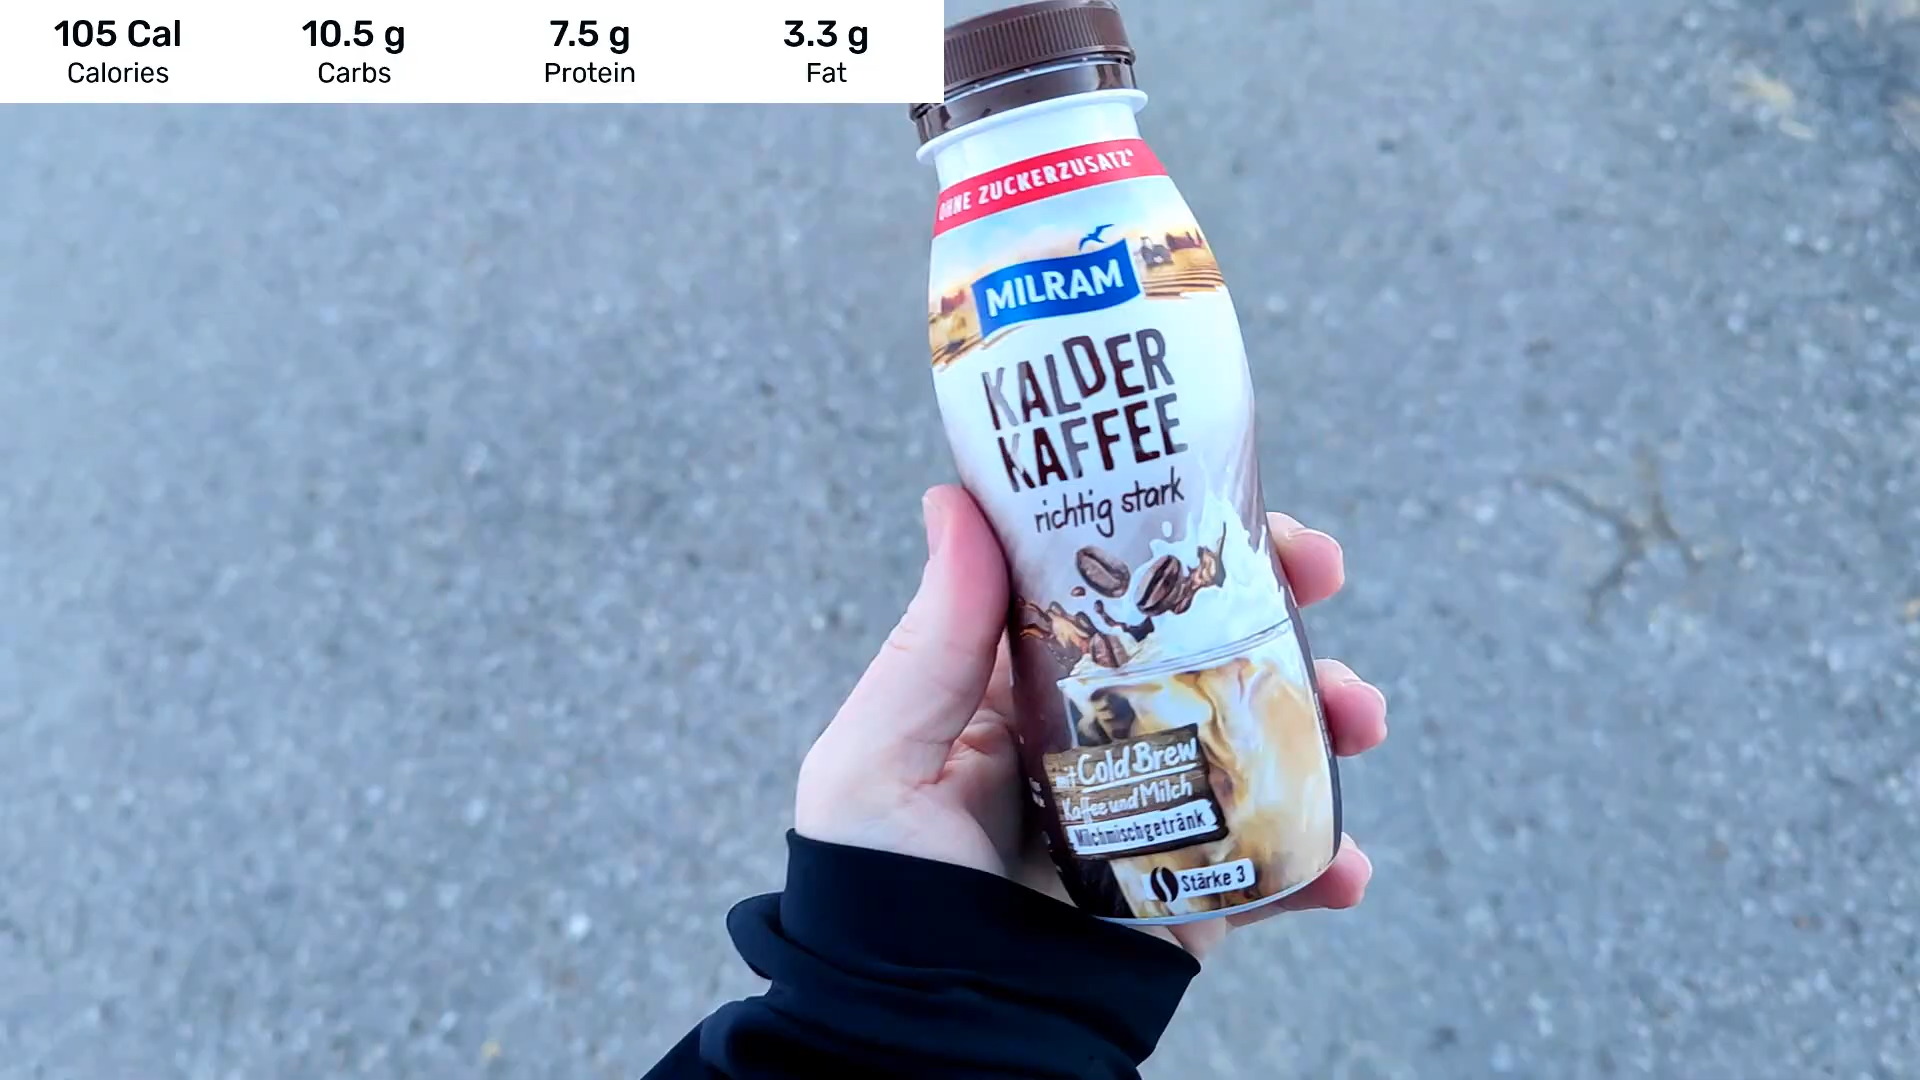 105 Cal 10.5 g 7.5 g 3.3 g
Calories Carbs Protein Fat
OHNE ZUCKERZUSATZ*
MILRAM
KALDER
KAFFEE
richtig stark
mit Cold Brew
Kaffee und Milch
Milchmischgetränk
Stärke 3